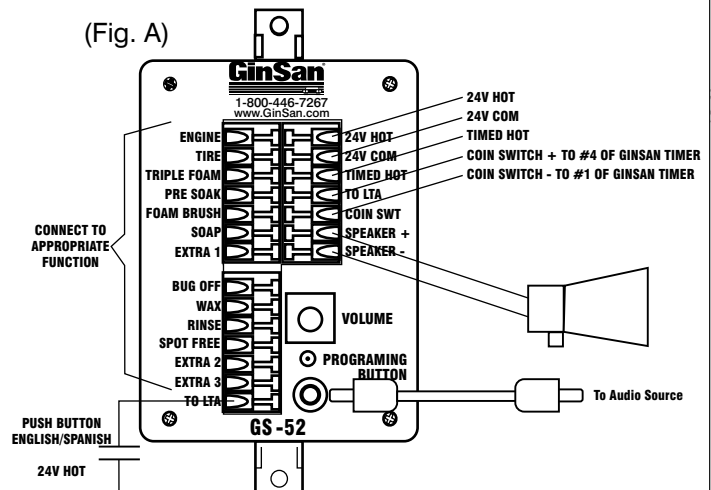 (Fig. A)
GinSan
1-800-446-7267
www.GinSan.com
ENGINE
TIRE
TRIPLE FOAM
PRE SOAK
FOAM BRUSH
SOAP
EXTRA 1
24V HOT
24V COM
TIMED HOT
TO LTA
COIN SWT
SPEAKER +
SPEAKER -
24V HOT
24V COM
TIMED HOT
COIN SWITCH + TO #4 OF GINSAN TIMER
COIN SWITCH - TO #1 OF GINSAN TIMER
CONNECT TO
APPROPRIATE
FUNCTION
BUG OFF
WAX
RINSE
SPOT FREE
EXTRA 2
EXTRA 3
TO LTA
VOLUME
PROGRAMING
BUTTON
To Audio Source
GS-52
PUSH BUTTON
ENGLISH/SPANISH
24V HOT